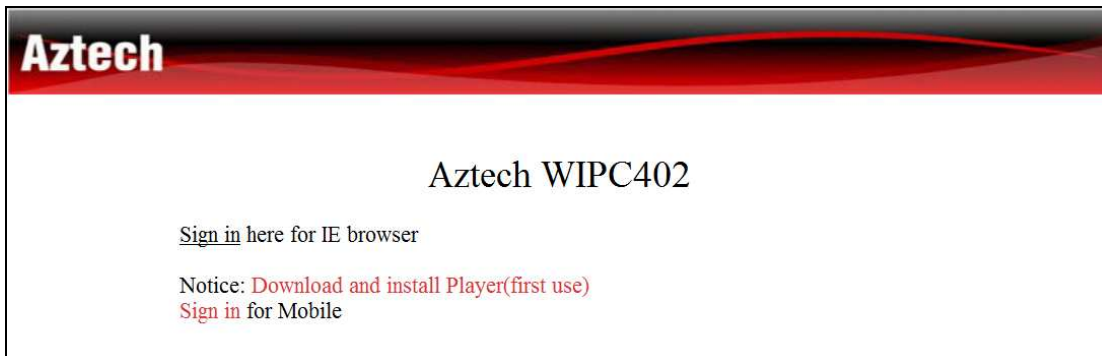 Aztech
Aztech WIPC402
Sign in here for IE browser
Notice: Download and install Player(first use)
Sign in for Mobile